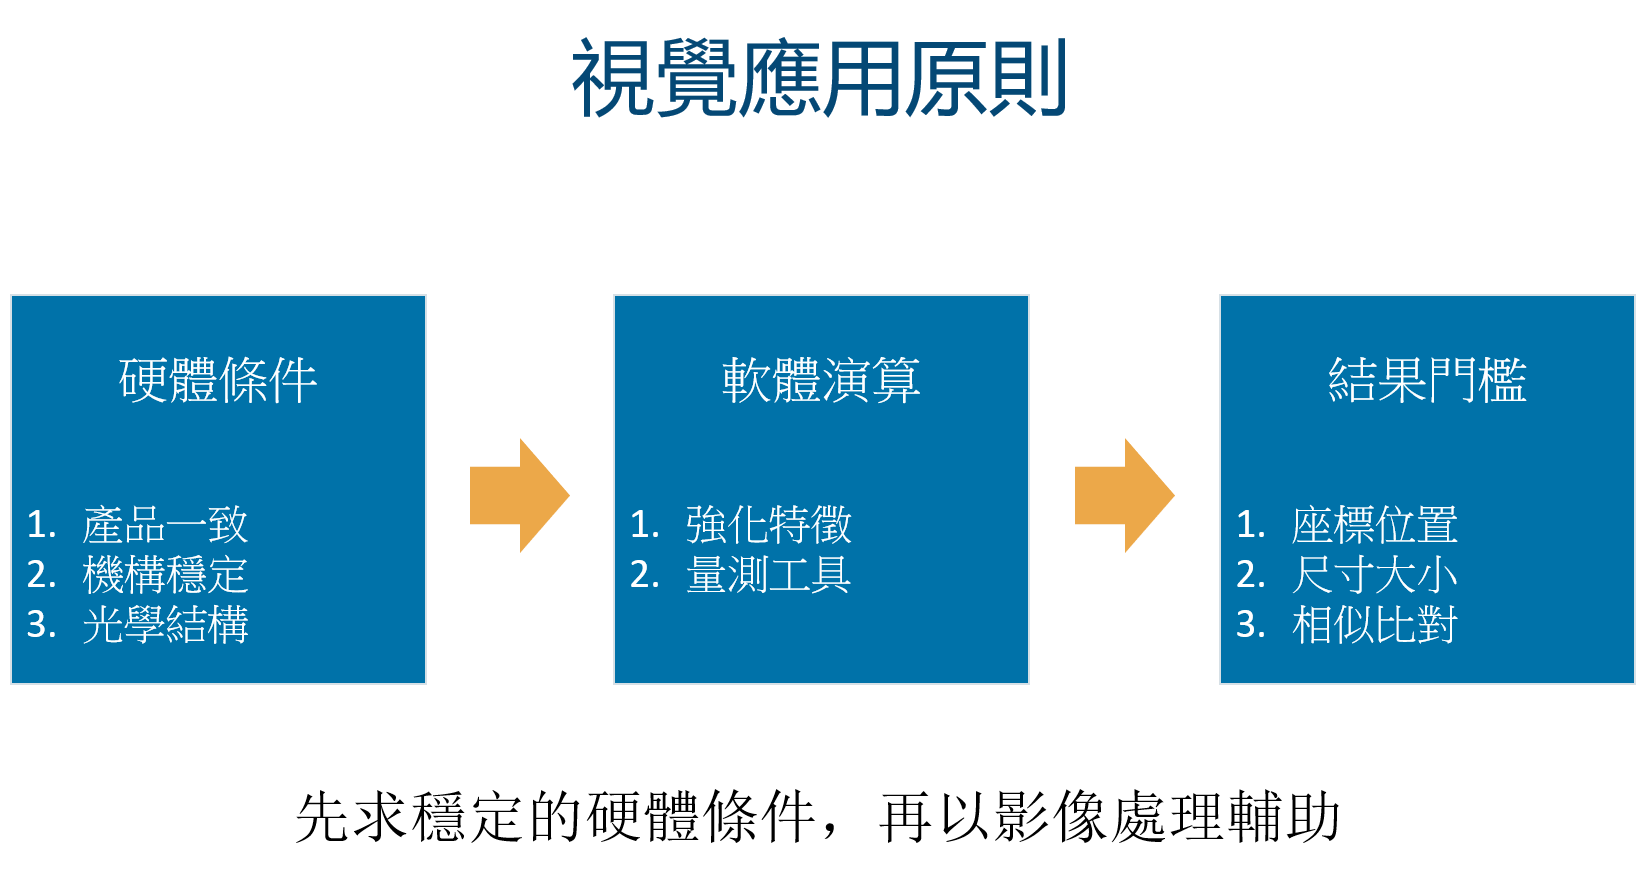 視覺應用原則
硬體條件
1. 產品一致
2. 機構穩定
3. 光學結構
軟體演算
1. 強化特徵
2. 量測工具
結果門檻
1. 座標位置
2. 尺寸大小
3. 相似比對
先求穩定的硬體條件，再以影像處理輔助